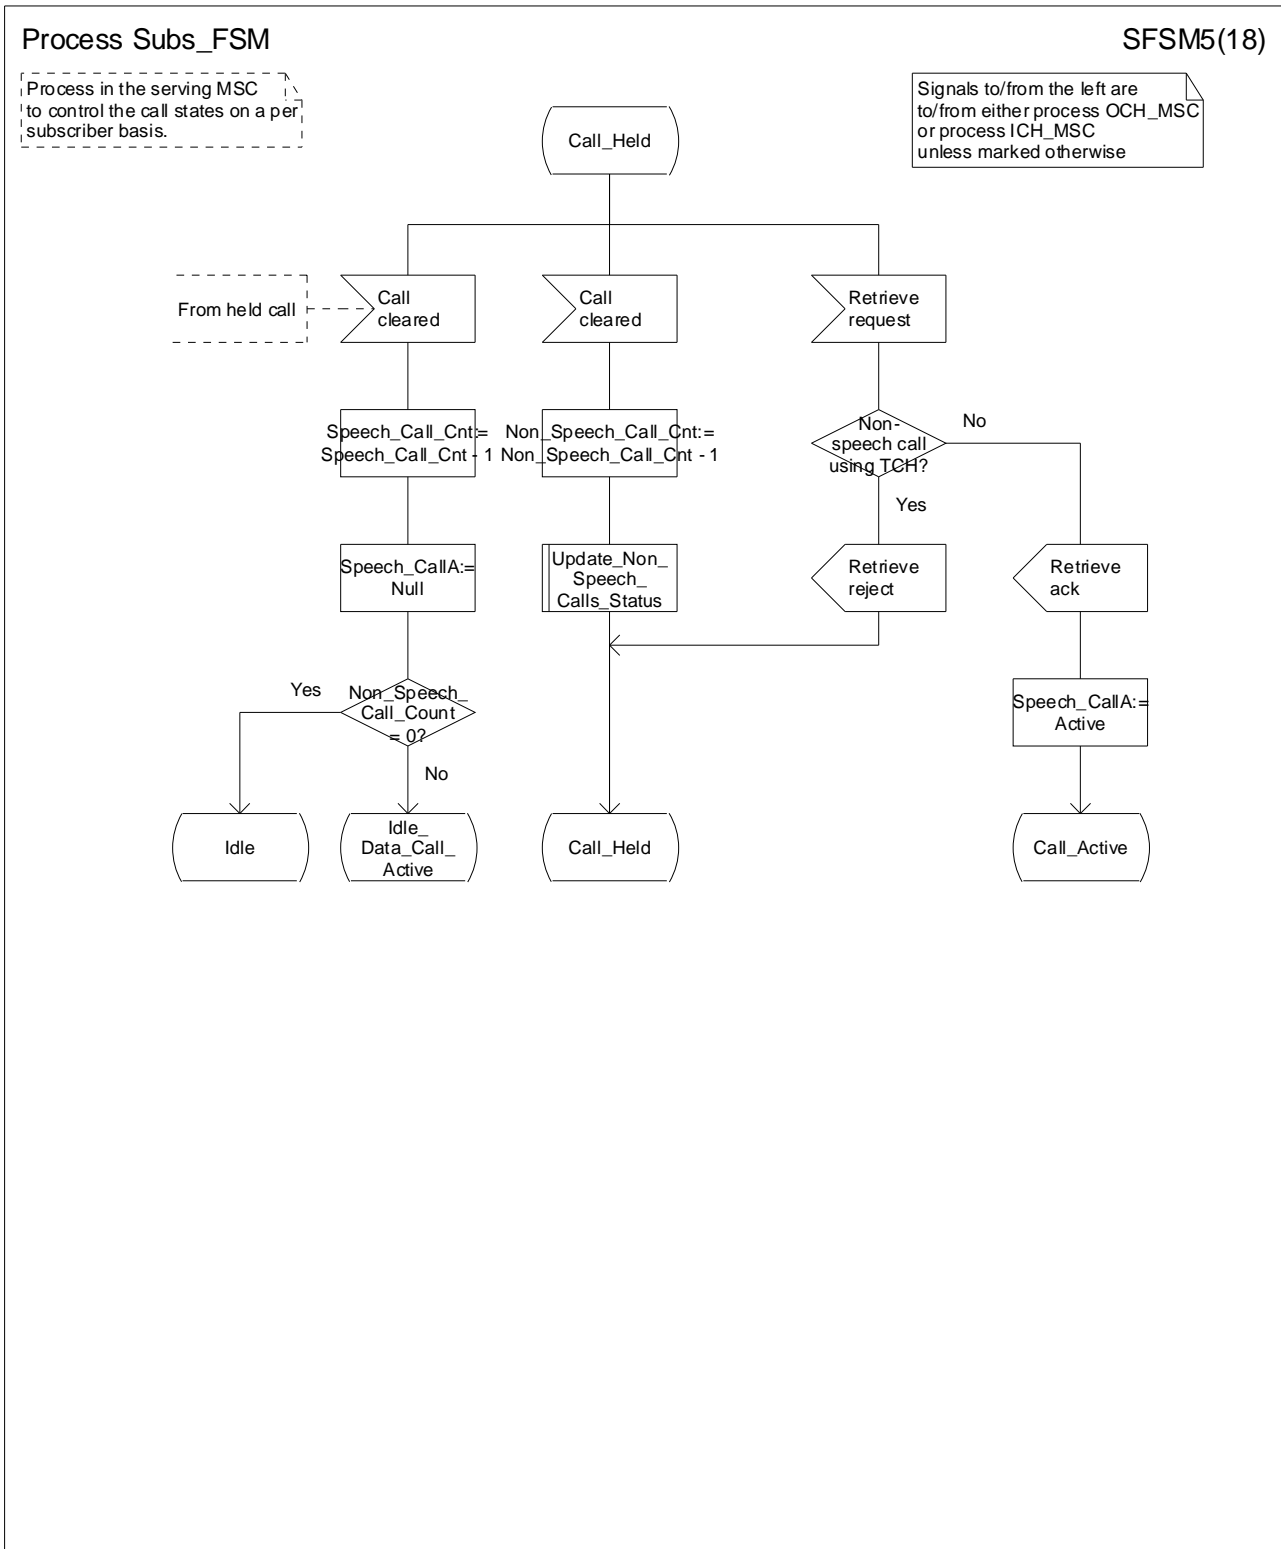 Process Subs_FSM
SFSM5(18)
Process in the serving MSC
to control the call states on a per
subscriber basis.
Signals to/from the left are
to/from either process OCH_MSC
or process ICH_MSC
unless marked otherwise
Call_Held
From held call
Call
cleared
Call
cleared
Retrieve
request
Speech_Call_Cnt:=
Speech_Call_Cnt - 1
Non_Speech_Call_Cnt:=
Non_Speech_Call_Cnt - 1
Non-
speech call
using TCH?
No
Yes
Speech_CallA:=
Null
Update_Non_
Speech_
Calls_Status
Retrieve
reject
Retrieve
ack
Yes
Non_Speech_
Call_Count
= 0?
No
Speech_CallA:=
Active
Idle
Idle_
Data_Call_
Active
Call_Held
Call_Active